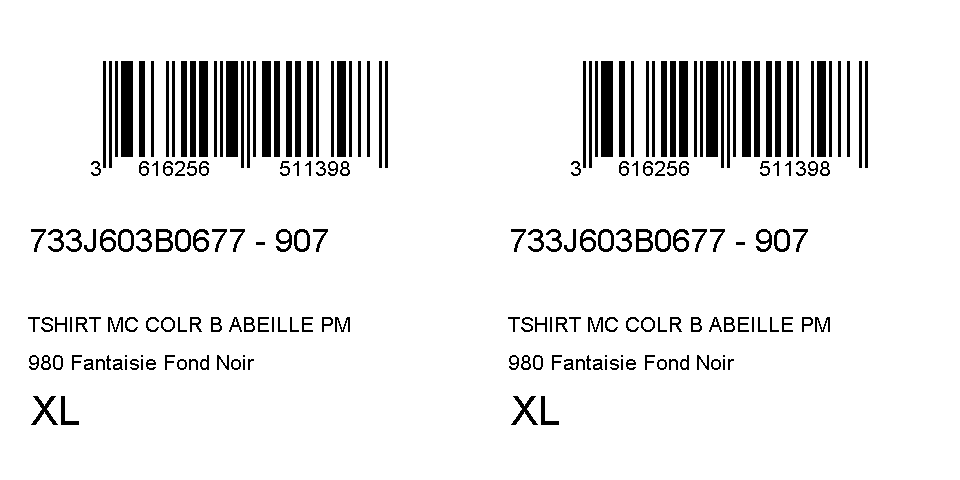 3 616256 511398
733J603B0677 - 907
TSHIRT MC COLR B ABEILLE PM
980 Fantaisie Fond Noir
XL
3 616256 511398
733J603B0677 - 907
TSHIRT MC COLR B ABEILLE PM
980 Fantaisie Fond Noir
XL